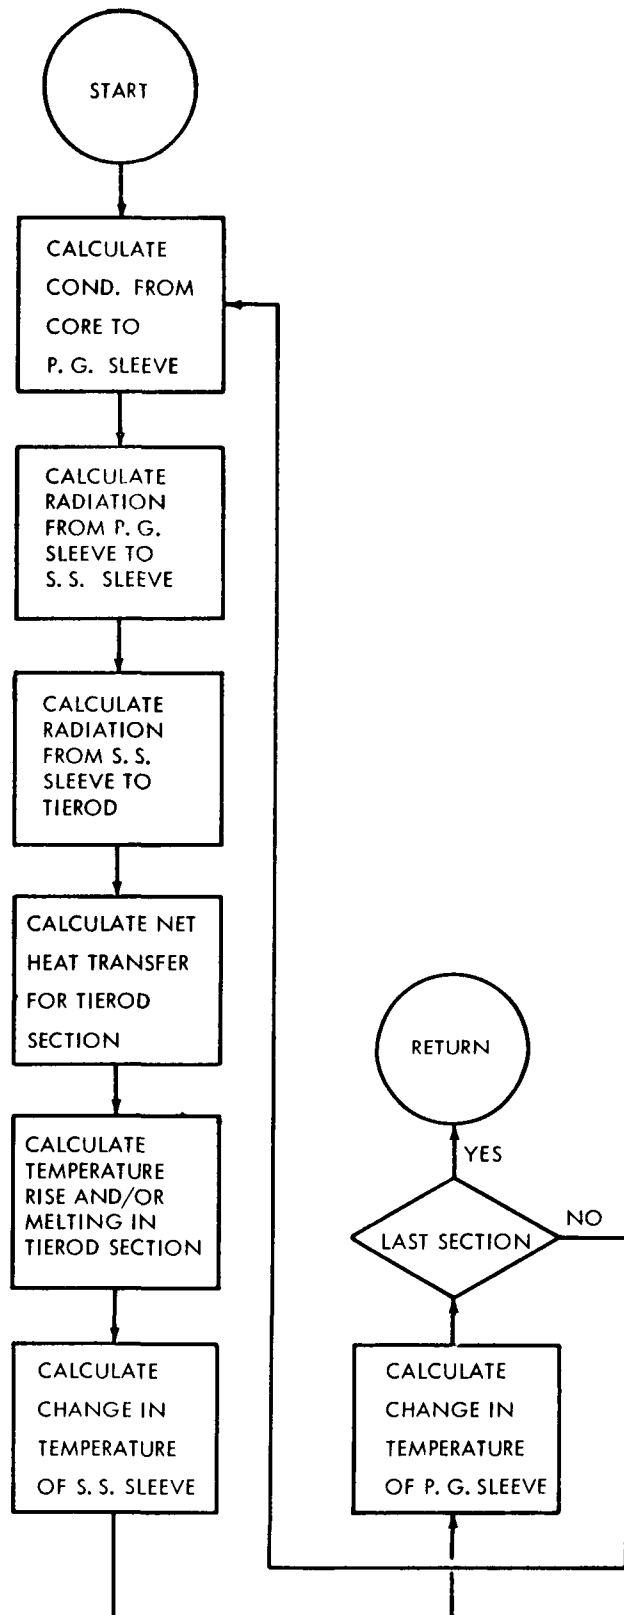 START
CALCULATE
COND. FROM
CORE TO
P. G. SLEEVE
CALCULATE
RADIATION
FROM P. G.
SLEEVE TO
S. S. SLEEVE
CALCULATE
RADIATION
FROM S. S.
SLEEVE TO
TIEROD
CALCULATE NET
HEAT TRANSFER
FOR TIEROD
SECTION
CALCULATE
TEMPERATURE
RISE AND/OR
MELTING IN
TIEROD SECTION
CALCULATE
CHANGE IN
TEMPERATURE
OF S. S. SLEEVE
CALCULATE
CHANGE IN
TEMPERATURE
OF P. G. SLEEVE
LAST SECTION
NO
YES
RETURN